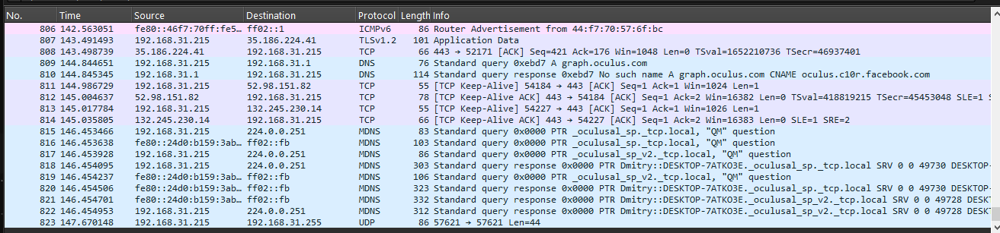 No. Time Source Destination Protocol Length Info
806 142.563051 fe80::46f7:70ff:fe5… ff02::1 ICMPv6 86 Router Advertisement from 44:f7:70:57:6f:bc
807 143.491493 192.168.31.215 35.186.224.41 TLSv1.2 101 Application Data
808 143.498739 35.186.224.41 192.168.31.215 TCP 66 443 → 52171 [ACK] Seq=421 Ack=176 Win=1048 Len=0 TSval=1652210736 TSecr=46937401
809 144.844651 192.168.31.215 192.168.31.1 DNS 76 Standard query 0xebd7 A graph.oculus.com
810 144.845345 192.168.31.1 192.168.31.215 DNS 114 Standard query response 0xebd7 No such name A graph.oculus.com CNAME oculus.c10r.facebook.com
811 144.986729 192.168.31.215 52.98.151.82 TCP 55 [TCP Keep-Alive] 54184 → 443 [ACK] Seq=1 Ack=1 Win=1024 Len=1
812 145.004637 52.98.151.82 192.168.31.215 TCP 78 [TCP Keep-Alive ACK] 443 → 54184 [ACK] Seq=1 Ack=2 Win=16382 Len=0 TSval=418819215 TSecr=45453048 SLE=1 S
813 145.017784 192.168.31.215 132.245.230.14 TCP 55 [TCP Keep-Alive] 54227 → 443 [ACK] Seq=1 Ack=1 Win=1026 Len=1
814 145.035805 132.245.230.14 192.168.31.215 TCP 66 [TCP Keep-Alive ACK] 443 → 54227 [ACK] Seq=1 Ack=2 Win=16383 Len=0 SLE=1 SRE=2
815 146.453466 192.168.31.215 224.0.0.251 MDNS 83 Standard query 0x0000 PTR _oculusal_sp._tcp.local, "QM" question
816 146.453638 fe80::24d0:b159:3ab… ff02::fb MDNS 103 Standard query 0x0000 PTR _oculusal_sp._tcp.local, "QM" question
817 146.453928 192.168.31.215 224.0.0.251 MDNS 86 Standard query 0x0000 PTR _oculusal_sp_v2._tcp.local, "QM" question
818 146.454095 192.168.31.215 224.0.0.251 MDNS 303 Standard query response 0x0000 PTR Dmitry::DESKTOP-7ATKO3E._oculusal_sp._tcp.local SRV 0 0 49730 DESKTOP-
819 146.454237 fe80::24d0:b159:3ab… ff02::fb MDNS 106 Standard query 0x0000 PTR _oculusal_sp_v2._tcp.local, "QM" question
820 146.454506 fe80::24d0:b159:3ab… ff02::fb MDNS 323 Standard query response 0x0000 PTR Dmitry::DESKTOP-7ATKO3E._oculusal_sp._tcp.local SRV 0 0 49730 DESKTOP-
821 146.454701 fe80::24d0:b159:3ab… ff02::fb MDNS 332 Standard query response 0x0000 PTR Dmitry::DESKTOP-7ATKO3E._oculusal_sp_v2._tcp.local SRV 0 0 49728 DESKT
822 146.454953 192.168.31.215 224.0.0.251 MDNS 312 Standard query response 0x0000 PTR Dmitry::DESKTOP-7ATKO3E._oculusal_sp_v2._tcp.local SRV 0 0 49728 DESKT
823 147.670148 192.168.31.215 192.168.31.255 UDP 86 57621 → 57621 Len=44